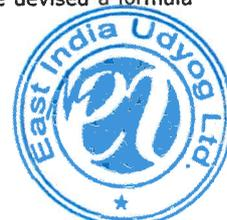 e devised a formula
East India Udyog Ltd.